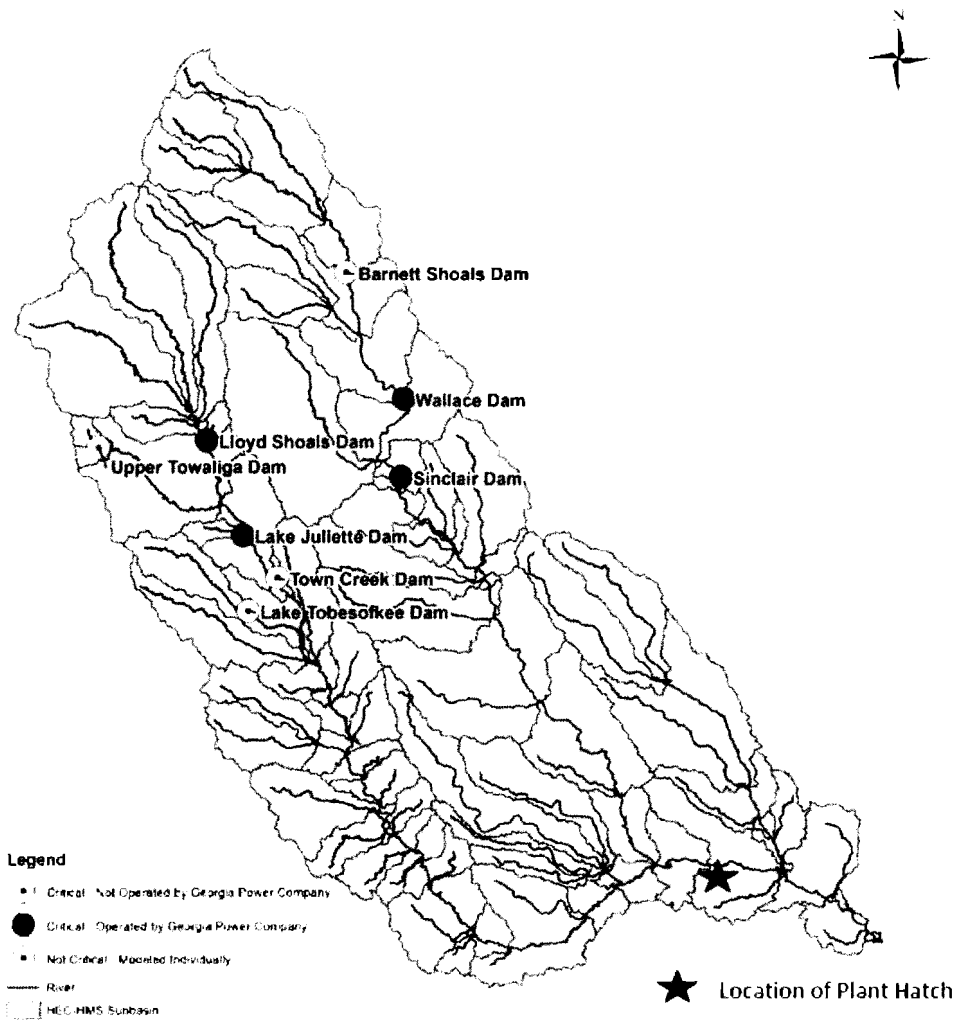 N
Barnett Shoals Dam
Wallace Dam
Lloyd Shoals Dam
Upper Towaliga Dam
Sinclair Dam
Lake Juliette Dam
Town Creek Dam
Lake Tobesofkee Dam
Legend
Critical Not Operated by Georgia Power Company
Critical Operated by Georgia Power Company
Not Critical Modeled Individually
River
HEC-HMS Subbasin
Location of Plant Hatch